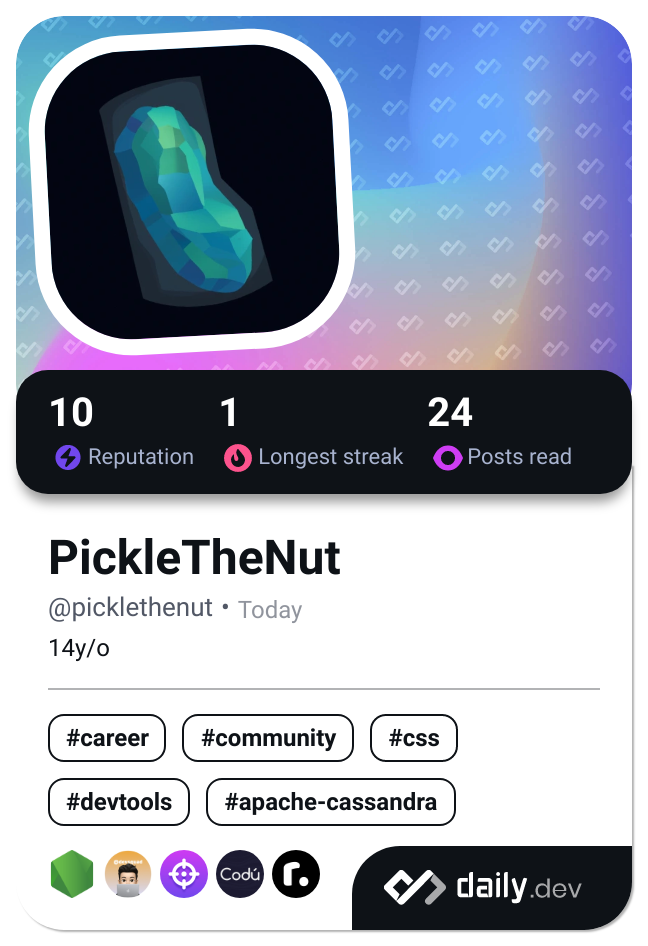 10 1 24
Reputation Longest streak Posts read
PickleTheNut
@picklethenut • Today
14y/o
#career #community #css
#devtools #apache-cassandra
Codú r.
daily.dev